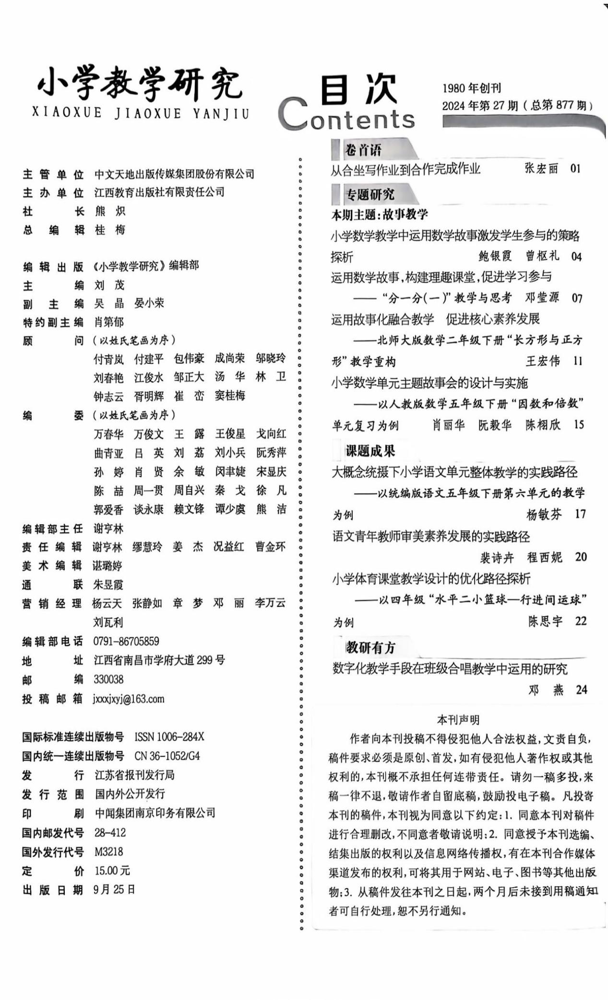 小学教学研究
XIAOXUE JIAOXUE YANJIU
主管单位 中文天地出版传媒集团股份有限公司
主办单位 江西教育出版社有限责任公司
社长 熊 炽
总编辑 桂 梅
编辑出版 《小学教学研究》编辑部
主编 刘 茂
副主编 吴 晶 晏小荣
特约副主编 肖第郁
顾问 (以姓氏笔画为序)
付青岚 付建平 包伟豪 成尚荣 邬晓玲
刘春艳 江俊水 邹正大 汤 华 林 卫
钟志云 胥明辉 崔 峦 窦桂梅
编委 (以姓氏笔画为序)
万春华 万俊文 王 露 王俊星 戈向红
曲青亚 吕 英 刘 荔 刘小兵 阮秀萍
孙 婷 肖 贤 余 敏 闵聿婕 宋显庆
陈 喆 周一贯 周自兴 秦 戈 徐 凡
郭爱香 谈永康 赖文锋 谭少虞 熊 洁
编辑部主任 谢亨林
责任编辑 谢亨林 缪慧玲 姜 杰 况益红 曹金环
美术编辑 谌璐婷
通联 朱昱霞
营销经理 杨云天 张静如 章 梦 邓 丽 李万云
刘瓦利
编辑部电话 0791-86705859
地址 江西省南昌市学府大道299号
邮编 330038
投稿邮箱 jxxxjxyj@163.com
国际标准连续出版物号 ISSN 1006-284X
国内统一连续出版物号 CN 36-1052/G4
发行 江苏省报刊发行局
发行范围 国内外公开发行
印刷 中闻集团南京印务有限公司
国内邮发代号 28-412
国外发行代号 M3218
定价 15.00元
出版日期 9月25日
目次
Contents
1980年创刊
2024年第27期(总第877期)
卷首语
从合坐写作业到合作完成作业 张宏丽 01
专题研究
本期主题:故事教学
小学数学教学中运用数学故事激发学生参与的策略
探析 鲍银霞 曾枢礼 04
运用数学故事,构建理趣课堂,促进学习参与
——“分一分(一)”教学与思考 邓莹源 07
运用故事化融合教学 促进核心素养发展
——北师大版数学二年级下册“长方形与正方
形”教学重构 王宏伟 11
小学数学单元主题故事会的设计与实施
——以人教版数学五年级下册“因数和倍数”
单元复习为例 肖丽华 阮毅华 陈栩欣 15
课题成果
大概念统摄下小学语文单元整体教学的实践路径
——以统编版语文五年级下册第六单元的教学
为例 杨敏芬 17
语文青年教师审美素养发展的实践路径
裴诗卉 程西妮 20
小学体育课堂教学设计的优化路径探析
——以四年级“水平二小篮球—行进间运球”
为例 陈思宇 22
教研有方
数字化教学手段在班级合唱教学中运用的研究
邓 燕 24
本刊声明
作者向本刊投稿不得侵犯他人合法权益,文责自负,
稿件要求必须是原创、首发,如有侵犯他人著作权或其他
权利的,本刊概不承担任何连带责任。请勿一稿多投,来
稿一律不退,敬请作者自留底稿,鼓励投电子稿。凡投寄
本刊的稿件,本刊视为同意以下约定:1. 同意本刊对稿件
进行合理删改,不同意者敬请说明;2. 同意授予本刊选编、
结集出版的权利以及信息网络传播权,有在本刊合作媒体
渠道发布的权利,可将其用于网站、电子、图书等其他出版
物;3. 从稿件发往本刊之日起,两个月后未接到用稿通知
者可自行处理,恕不另行通知。